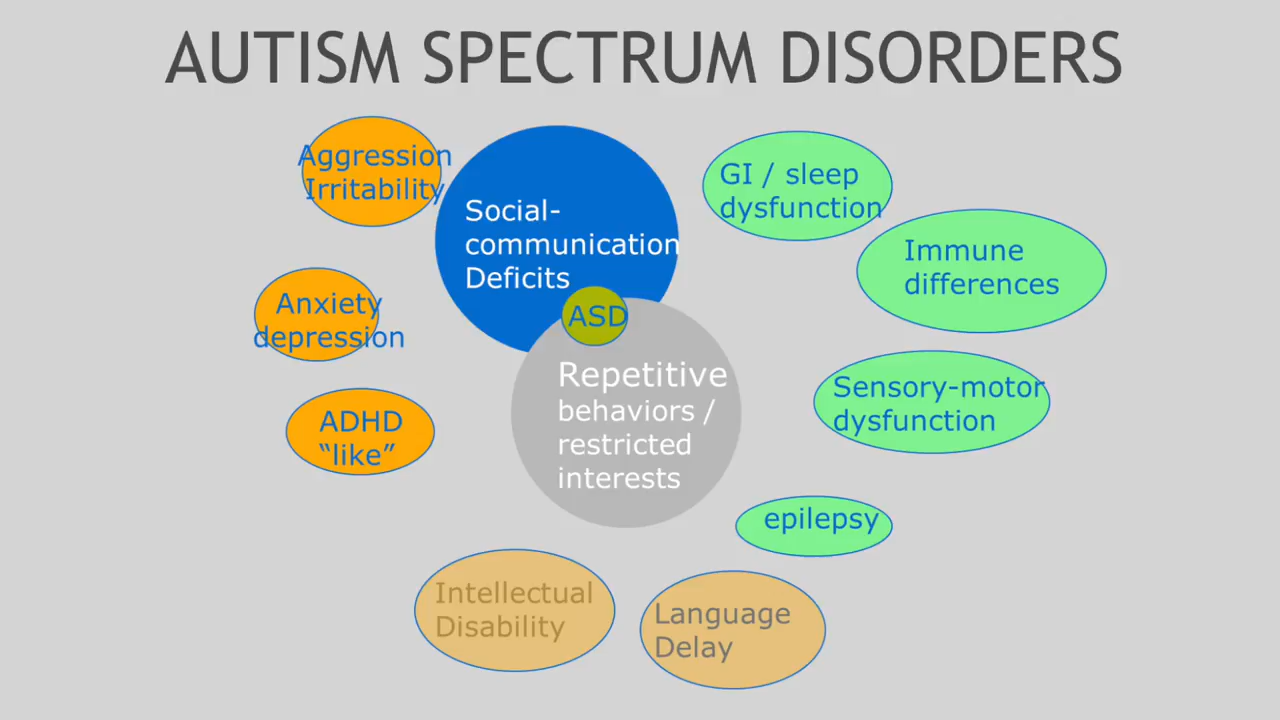 AUTISM SPECTRUM DISORDERS
Aggression
Irritability
Social-
communication
Deficits
GI / sleep
dysfunction
Immune
differences
Anxiety
depression
ASD
Repetitive
behaviors /
restricted
interests
Sensory-motor
dysfunction
ADHD
“like”
epilepsy
Intellectual
Disability
Language
Delay